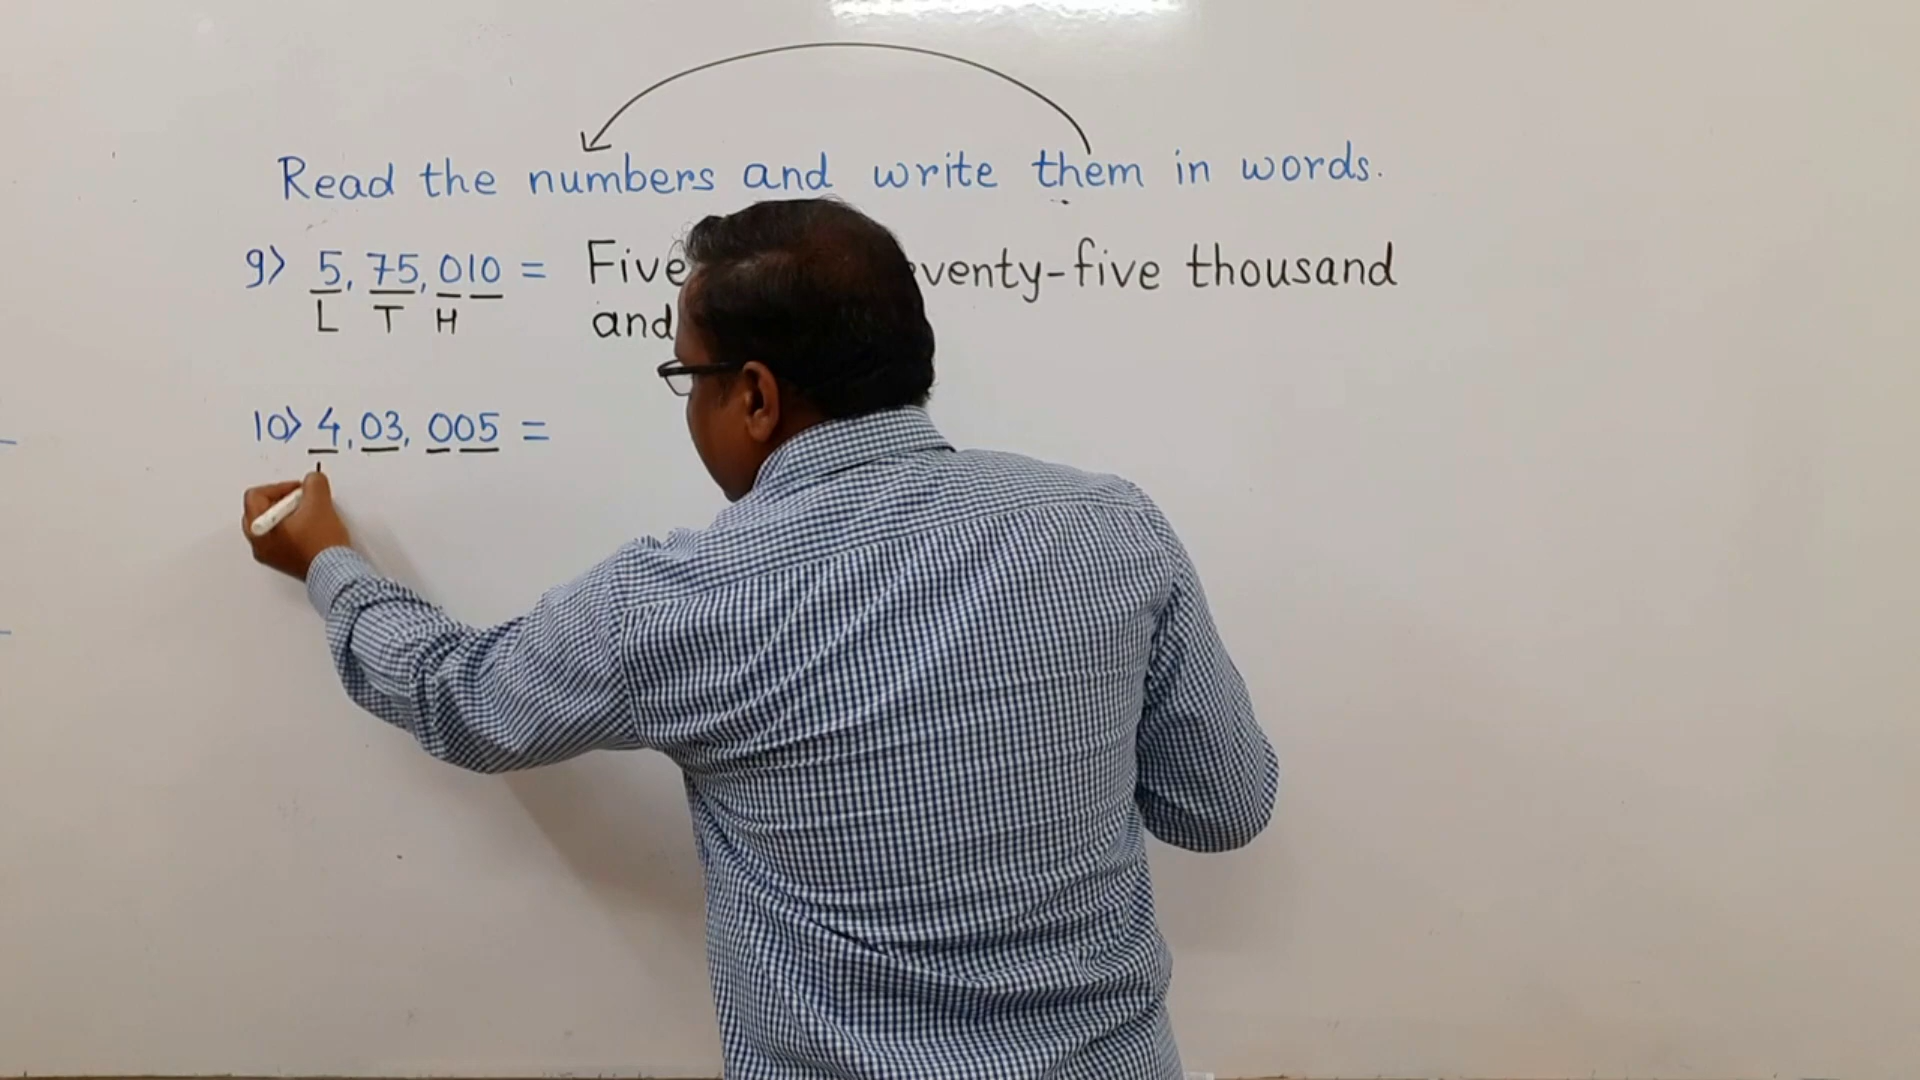 Read the numbers and write them in words.
9) 5,75,010 = Five venty-five thousand
L T H and
10) 4,03,005 =